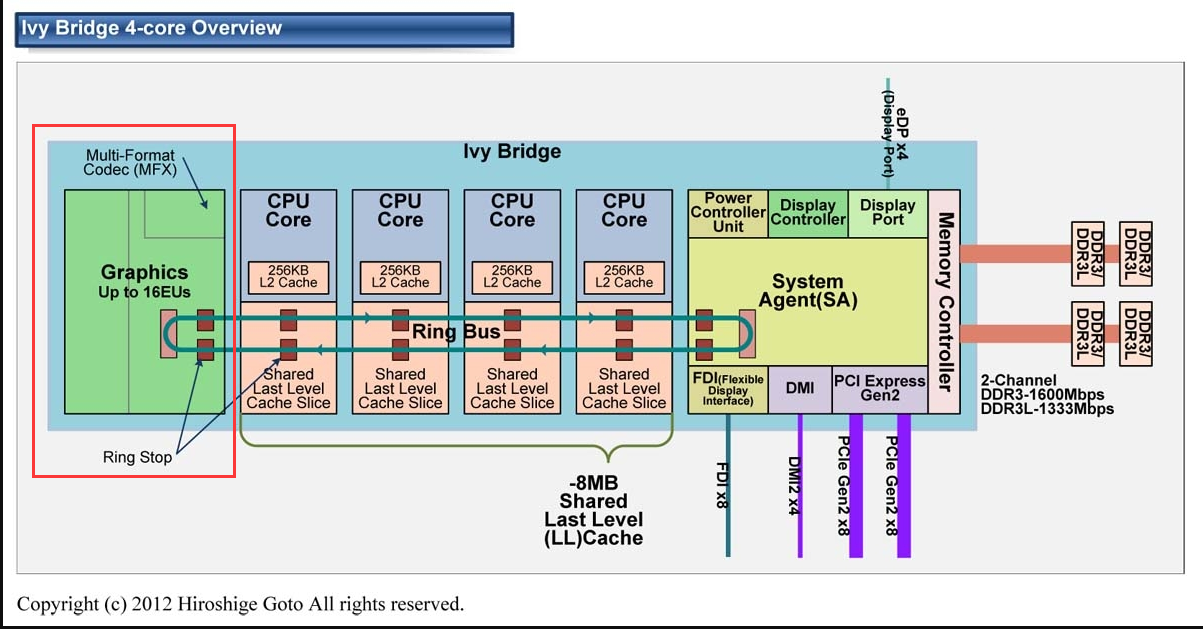 Ivy Bridge 4-core Overview
eDP x4
(Display Port)
Ivy Bridge
Multi-Format
Codec (MFX)
Graphics
Up to 16EUs
CPU
Core
256KB
L2 Cache
CPU
Core
256KB
L2 Cache
CPU
Core
256KB
L2 Cache
CPU
Core
256KB
L2 Cache
Power
Controller
Unit
Display
Controller
Display
Port
System
Agent(SA)
Memory Controller
DDR3/
DDR3L
DDR3/
DDR3L
DDR3/
DDR3L
DDR3/
DDR3L
Ring Bus
Shared
Last Level
Cache Slice
Shared
Last Level
Cache Slice
Shared
Last Level
Cache Slice
Shared
Last Level
Cache Slice
FDI(Flexible
Display
Interface)
DMI
PCI Express
Gen2
2-Channel
DDR3-1600Mbps
DDR3L-1333Mbps
Ring Stop
-8MB
Shared
Last Level
(LL)Cache
FDI x8
DMI2 x4
PCIe Gen2 x8
PCIe Gen2 x8
Copyright (c) 2012 Hiroshige Goto All rights reserved.